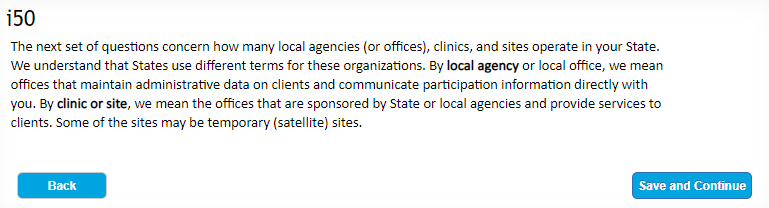 i50
The next set of questions concern how many local agencies (or offices), clinics, and sites operate in your State.
We understand that States use different terms for these organizations. By local agency or local office, we mean
offices that maintain administrative data on clients and communicate participation information directly with
you. By clinic or site, we mean the offices that are sponsored by State or local agencies and provide services to
clients. Some of the sites may be temporary (satellite) sites.
Back
Save and Continue